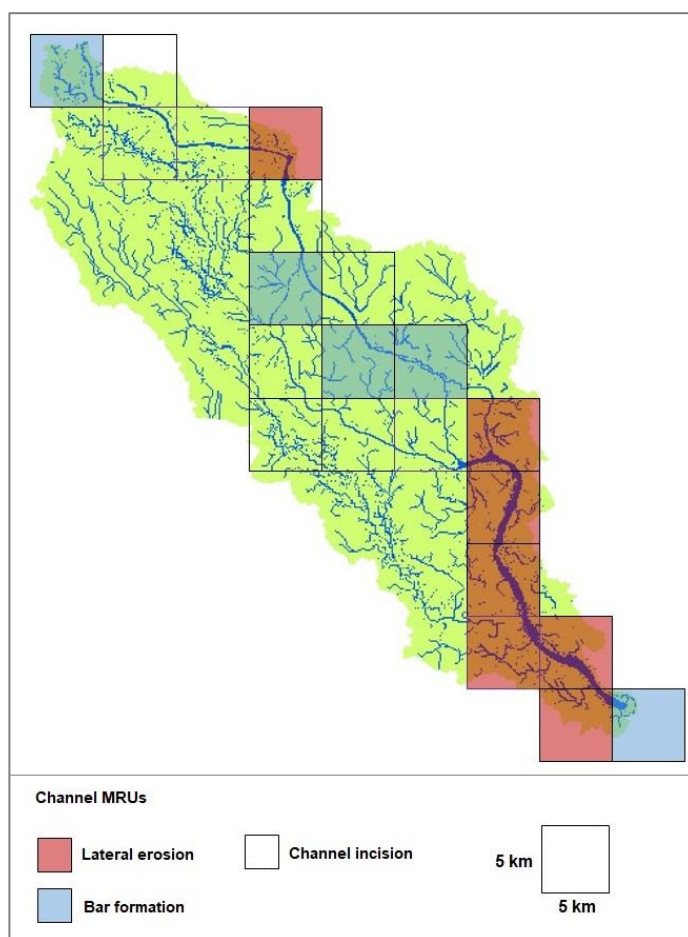 Channel MRUs
Lateral erosion
Channel incision
Bar formation
5 km
5 km